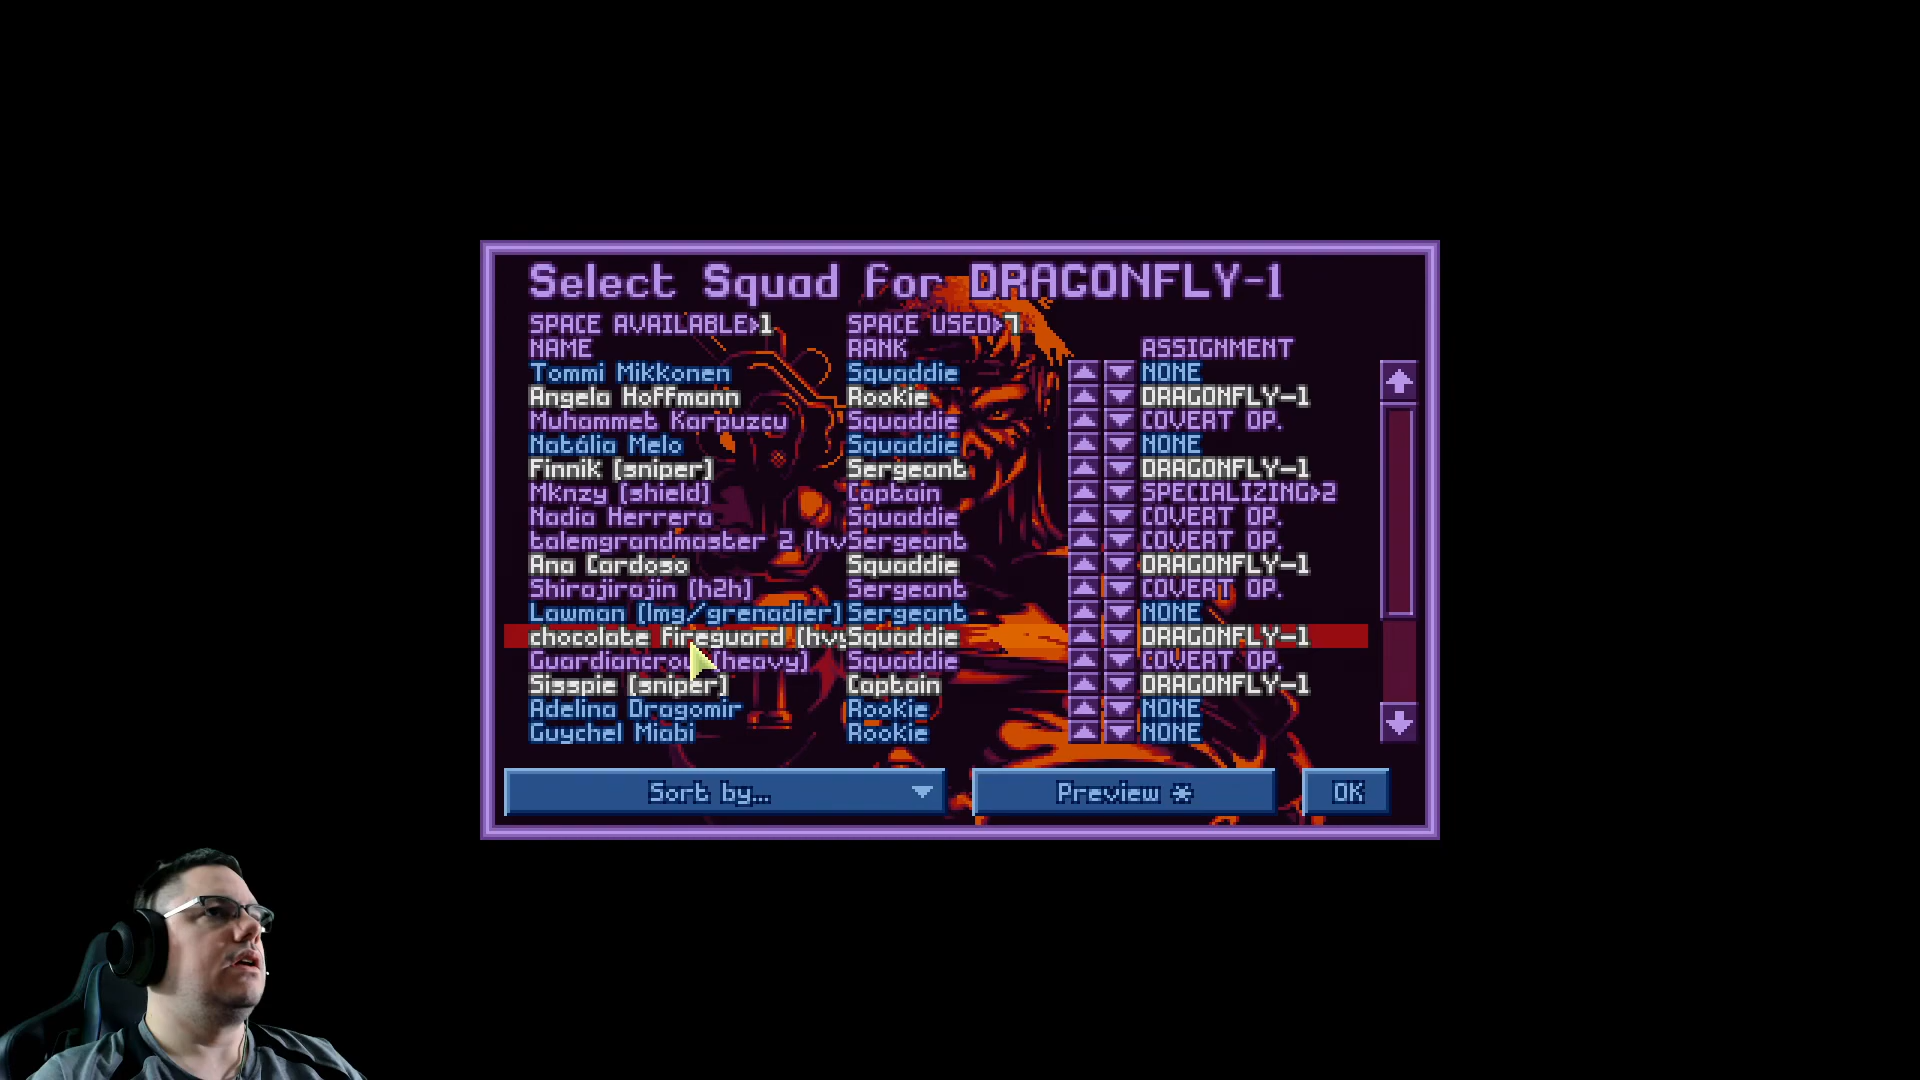 Select Squad for DRAGONFLY-1
SPACE AVAILABLE>1 SPACE USED>7
NAME RANK ASSIGNMENT
Tommi Mikkonen Squaddie NONE
Angela Hoffmann Rookie DRAGONFLY-1
Muhammet Karpuzcu Squaddie COVERT OP.
Natália Melo Squaddie NONE
Finnik (sniper) Sergeant DRAGONFLY-1
Mknzy (shield) Captain SPECIALIZING>2
Nadia Herrera Squaddie COVERT OP.
talemgrandmaster 2 (hv Sergeant COVERT OP.
Ana Cardoso Squaddie DRAGONFLY-1
Shirajirajin (h2h) Sergeant COVERT OP.
Lawman (lmg/grenadier) Sergeant NONE
chocolate fireguard (hvy Squaddie DRAGONFLY-1
Guardiancrow (heavy) Squaddie COVERT OP.
Sisspie (sniper) Captain DRAGONFLY-1
Adelina Dragomir Rookie NONE
Guychel Miabi Rookie NONE
Sort by... Preview * OK